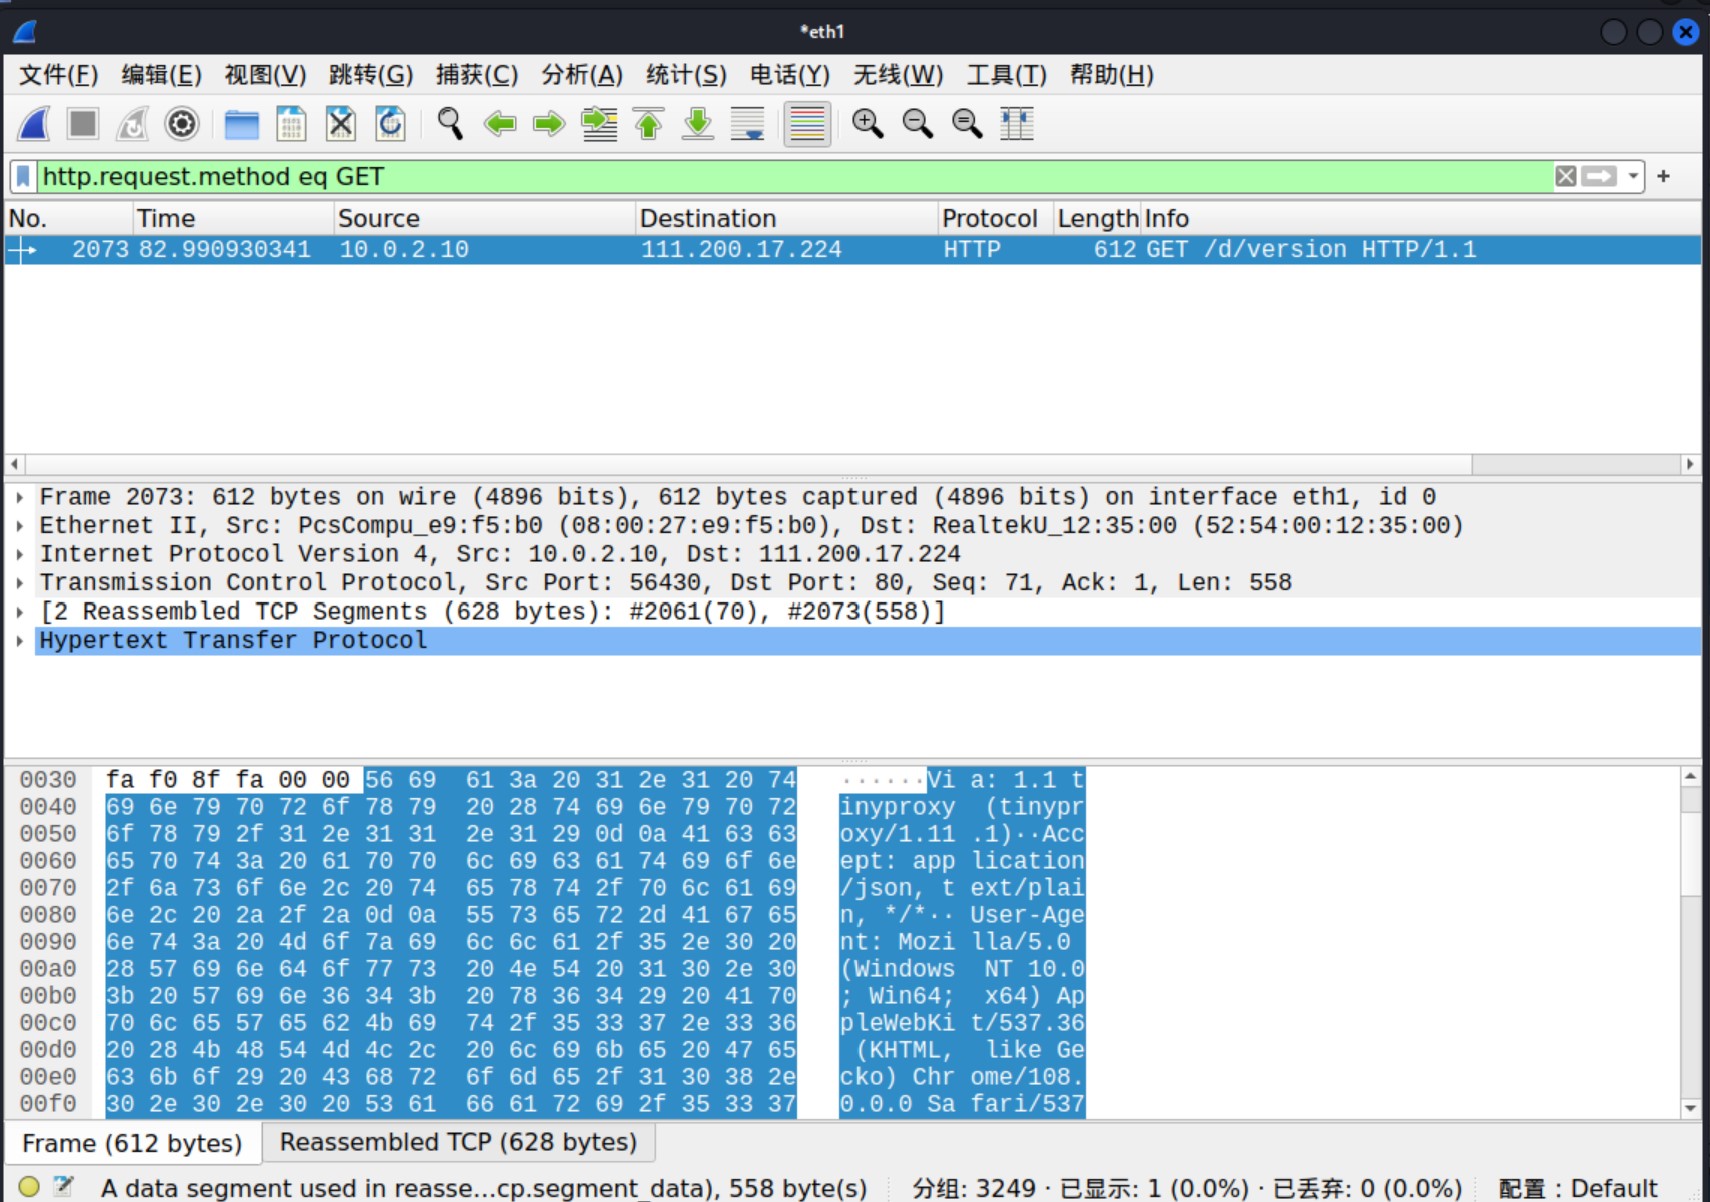 *eth1
文件(F) 编辑(E) 视图(V) 跳转(G) 捕获(C) 分析(A) 统计(S) 电话(Y) 无线(W) 工具(T) 帮助(H)
http.request.method eq GET
+
No. Time Source Destination Protocol Length Info
2073 82.990930341 10.0.2.10 111.200.17.224 HTTP 612 GET /d/version HTTP/1.1
Frame 2073: 612 bytes on wire (4896 bits), 612 bytes captured (4896 bits) on interface eth1, id 0
Ethernet II, Src: PcsCompu_e9:f5:b0 (08:00:27:e9:f5:b0), Dst: RealtekU_12:35:00 (52:54:00:12:35:00)
Internet Protocol Version 4, Src: 10.0.2.10, Dst: 111.200.17.224
Transmission Control Protocol, Src Port: 56430, Dst Port: 80, Seq: 71, Ack: 1, Len: 558
[2 Reassembled TCP Segments (628 bytes): #2061(70), #2073(558)]
Hypertext Transfer Protocol
0030 fa f0 8f fa 00 00 56 69 61 3a 20 31 2e 31 20 74 ······Vi a: 1.1 t
0040 69 6e 79 70 72 6f 78 79 20 28 74 69 6e 79 70 72 inyproxy (tinypr
0050 6f 78 79 2f 31 2e 31 31 2e 31 29 0d 0a 41 63 63 oxy/1.11 .1)··Acc
0060 65 70 74 3a 20 61 70 70 6c 69 63 61 74 69 6f 6e ept: app lication
0070 2f 6a 73 6f 6e 2c 20 74 65 78 74 2f 70 6c 61 69 /json, t ext/plai
0080 6e 2c 20 2a 2f 2a 0d 0a 55 73 65 72 2d 41 67 65 n, */*·· User-Age
0090 6e 74 3a 20 4d 6f 7a 69 6c 6c 61 2f 35 2e 30 20 nt: Mozi lla/5.0
00a0 28 57 69 6e 64 6f 77 73 20 4e 54 20 31 30 2e 30 (Windows NT 10.0
00b0 3b 20 57 69 6e 36 34 3b 20 78 36 34 29 20 41 70 ; Win64; x64) Ap
00c0 70 6c 65 57 65 62 4b 69 74 2f 35 33 37 2e 33 36 pleWebKi t/537.36
00d0 20 28 4b 48 54 4d 4c 2c 20 6c 69 6b 65 20 47 65 (KHTML, like Ge
00e0 63 6b 6f 29 20 43 68 72 6f 6d 65 2f 31 30 38 2e cko) Chr ome/108.
00f0 30 2e 30 2e 30 20 53 61 66 61 72 69 2f 35 33 37 0.0.0 Sa fari/537
Frame (612 bytes) Reassembled TCP (628 bytes)
A data segment used in reasse...cp.segment_data), 558 byte(s) 分组: 3249 · 已显示: 1 (0.0%) · 已丢弃: 0 (0.0%) 配置：Default